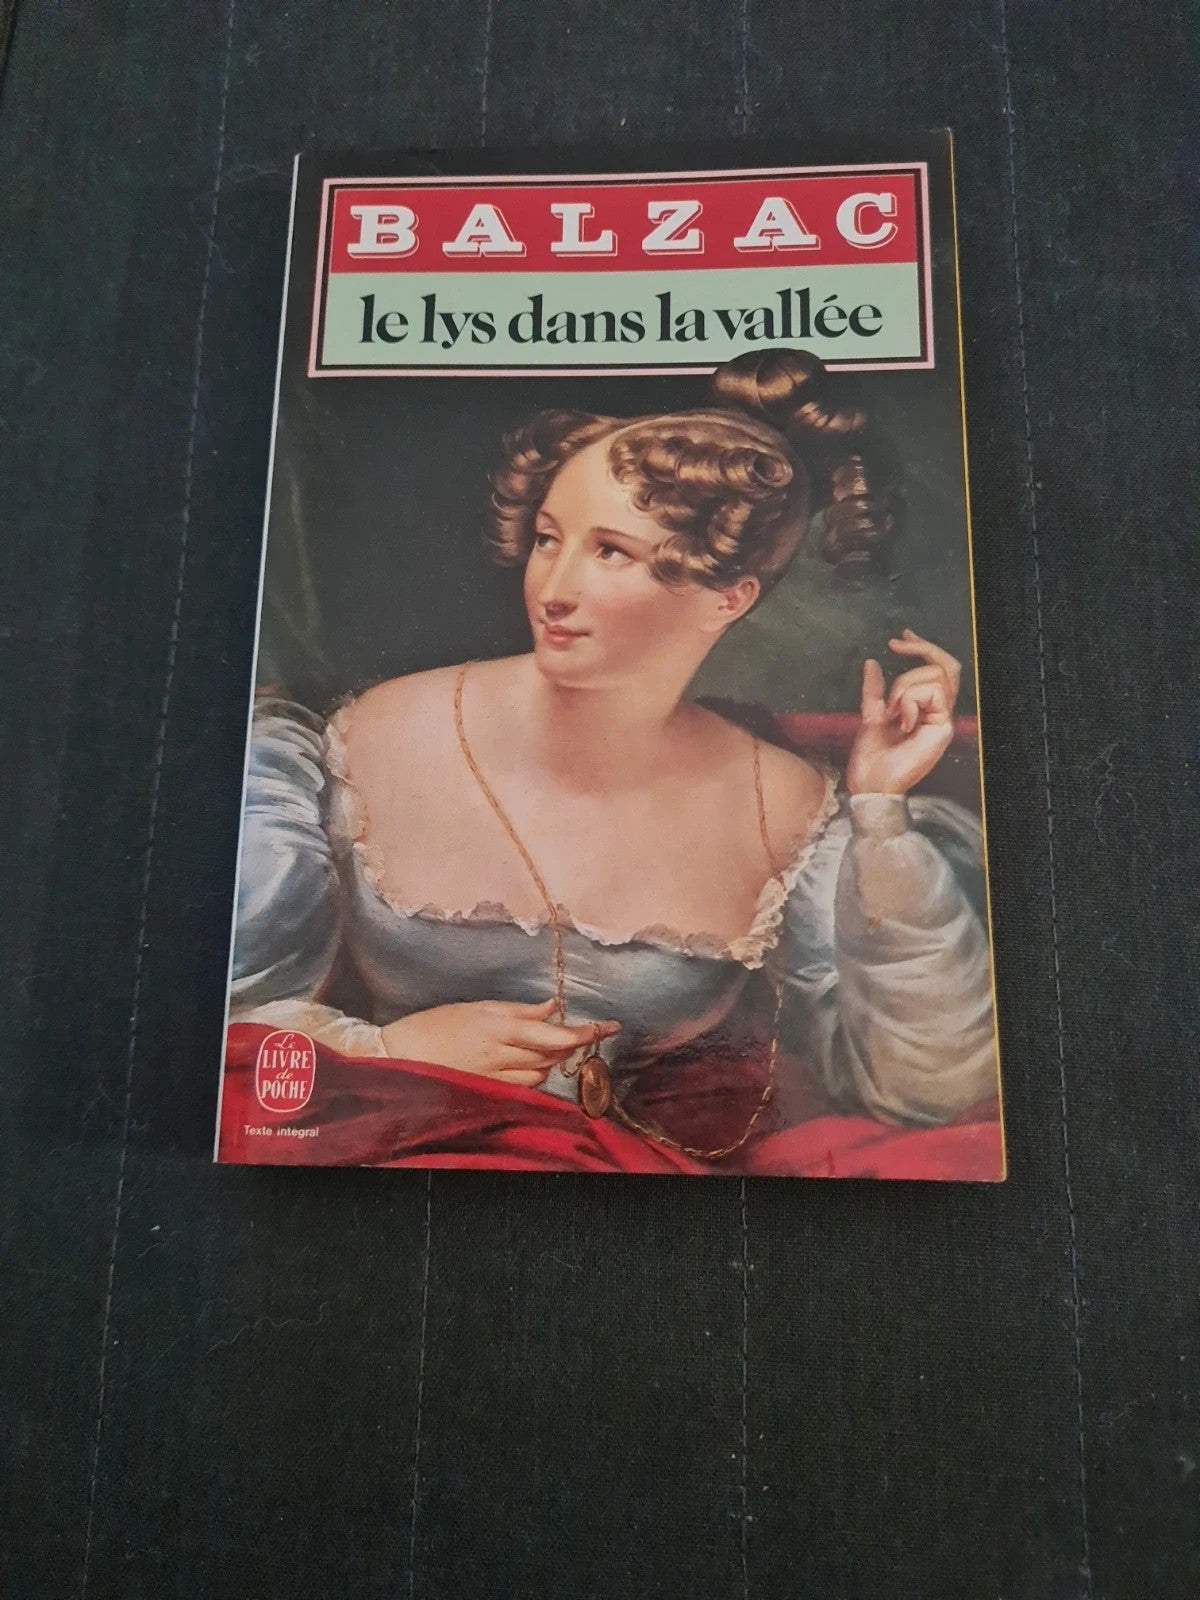 BALZAC
le lys dans la vallée
Le
LIVRE
de
POCHE
Texte intégral